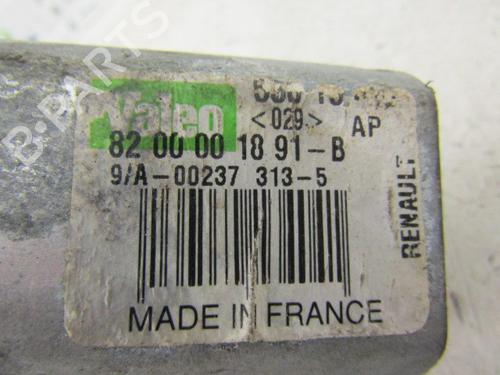 Valeo
<029> AP
82 00 00 18 91-B
9/A-00237 313-5
RENAULT
MADE IN FRANCE
B-PARTS